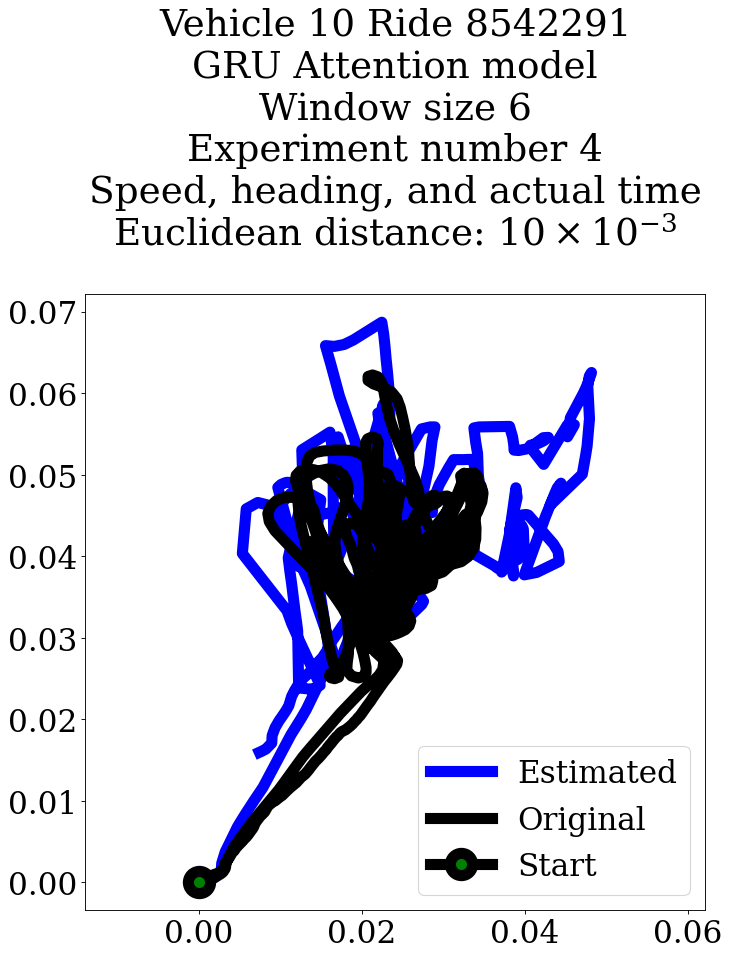 Vehicle 10 Ride 8542291
GRU Attention model
Window size 6
Experiment number 4
Speed, heading, and actual time
Euclidean distance: 10 × 10⁻³
0.07
0.06
0.05
0.04
0.03
0.02
0.01
0.00
Estimated
Original
Start
0.00 0.02 0.04 0.06